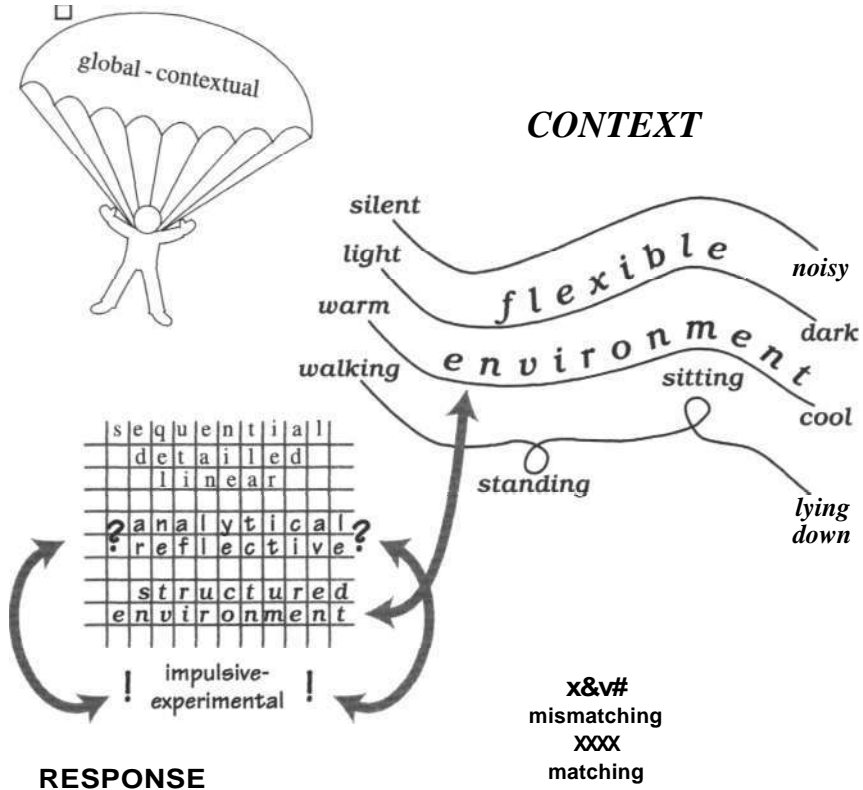 global - contextual
CONTEXT
silent
light
warm
walking
flexible
environment
noisy
dark
cool
sitting
standing
lying
down
sequential
detailed
linear
? analytical ?
reflective
structured
environment
! impulsive- !
experimental
RESPONSE
x&v#
mismatching
XXXX
matching